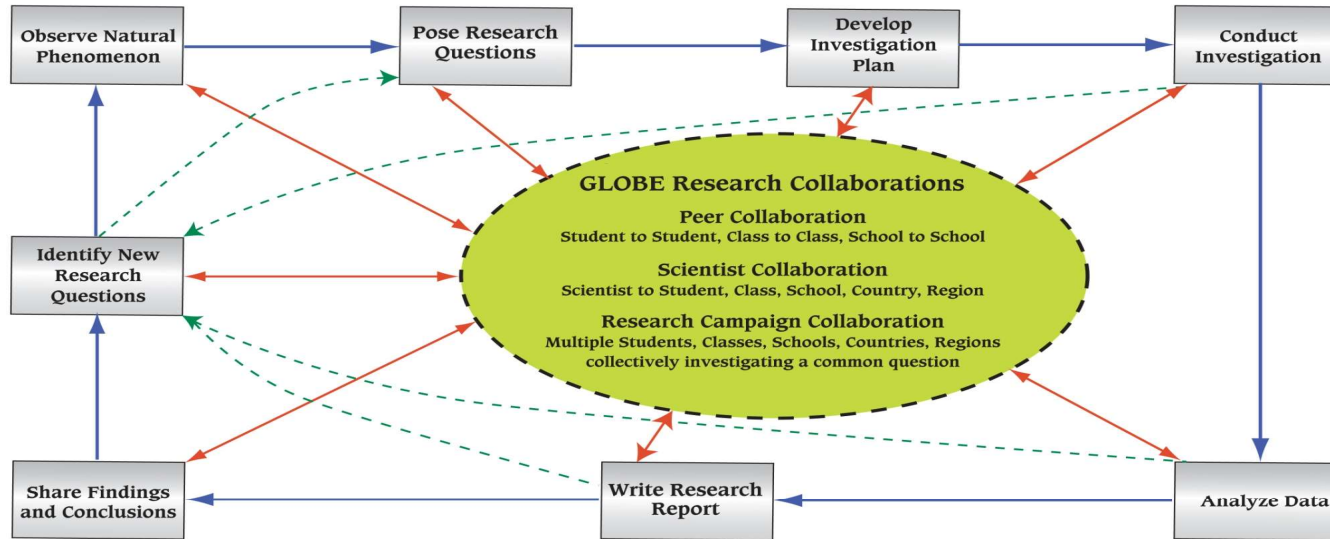 Observe Natural
Phenomenon
Pose Research
Questions
Develop
Investigation
Plan
Conduct
Investigation
GLOBE Research Collaborations
Peer Collaboration
Student to Student, Class to Class, School to School
Scientist Collaboration
Scientist to Student, Class, School, Country, Region
Research Campaign Collaboration
Multiple Students, Classes, Schools, Countries, Regions
collectively investigating a common question
Identify New
Research
Questions
Share Findings
and Conclusions
Write Research
Report
Analyze Data